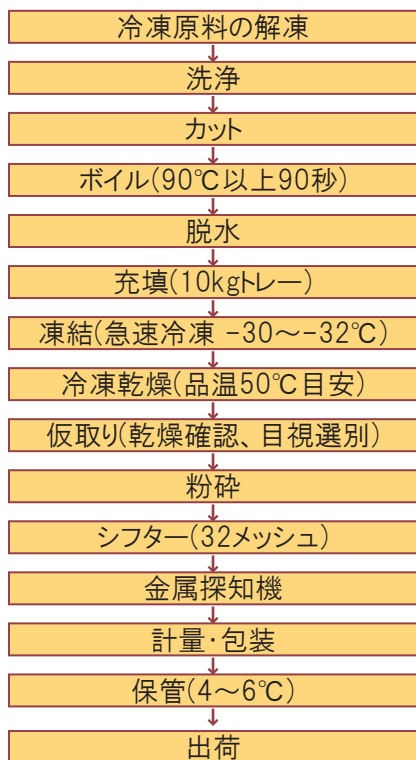 冷凍原料の解凍
洗浄
カット
ボイル(90℃以上90秒)
脱水
充填(10kgトレー)
凍結(急速冷凍 -30～-32℃)
冷凍乾燥(品温50℃目安)
仮取り(乾燥確認、目視選別)
粉砕
シフター(32メッシュ)
金属探知機
計量・包装
保管(4～6℃)
出荷